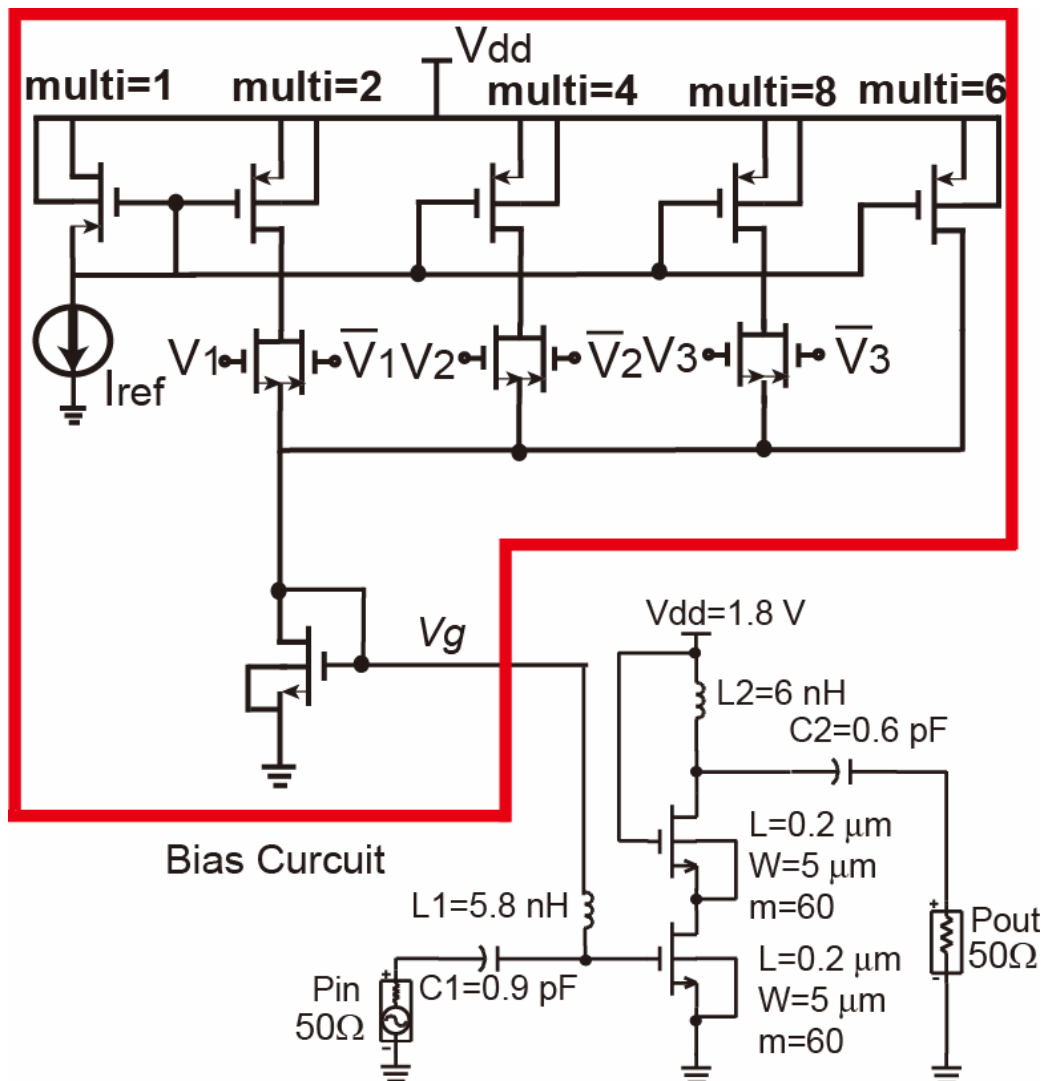 Vdd
multi=1 multi=2 multi=4 multi=8 multi=6
V1 V̅1 V2 V̅2 V3 V̅3
Iref
Vg
Vdd=1.8 V
L2=6 nH
C2=0.6 pF
L=0.2 μm
W=5 μm
m=60
Bias Curcuit
L1=5.8 nH
C1=0.9 pF
Pin
50Ω
L=0.2 μm
W=5 μm
m=60
Pout
50Ω
+
-
+
-